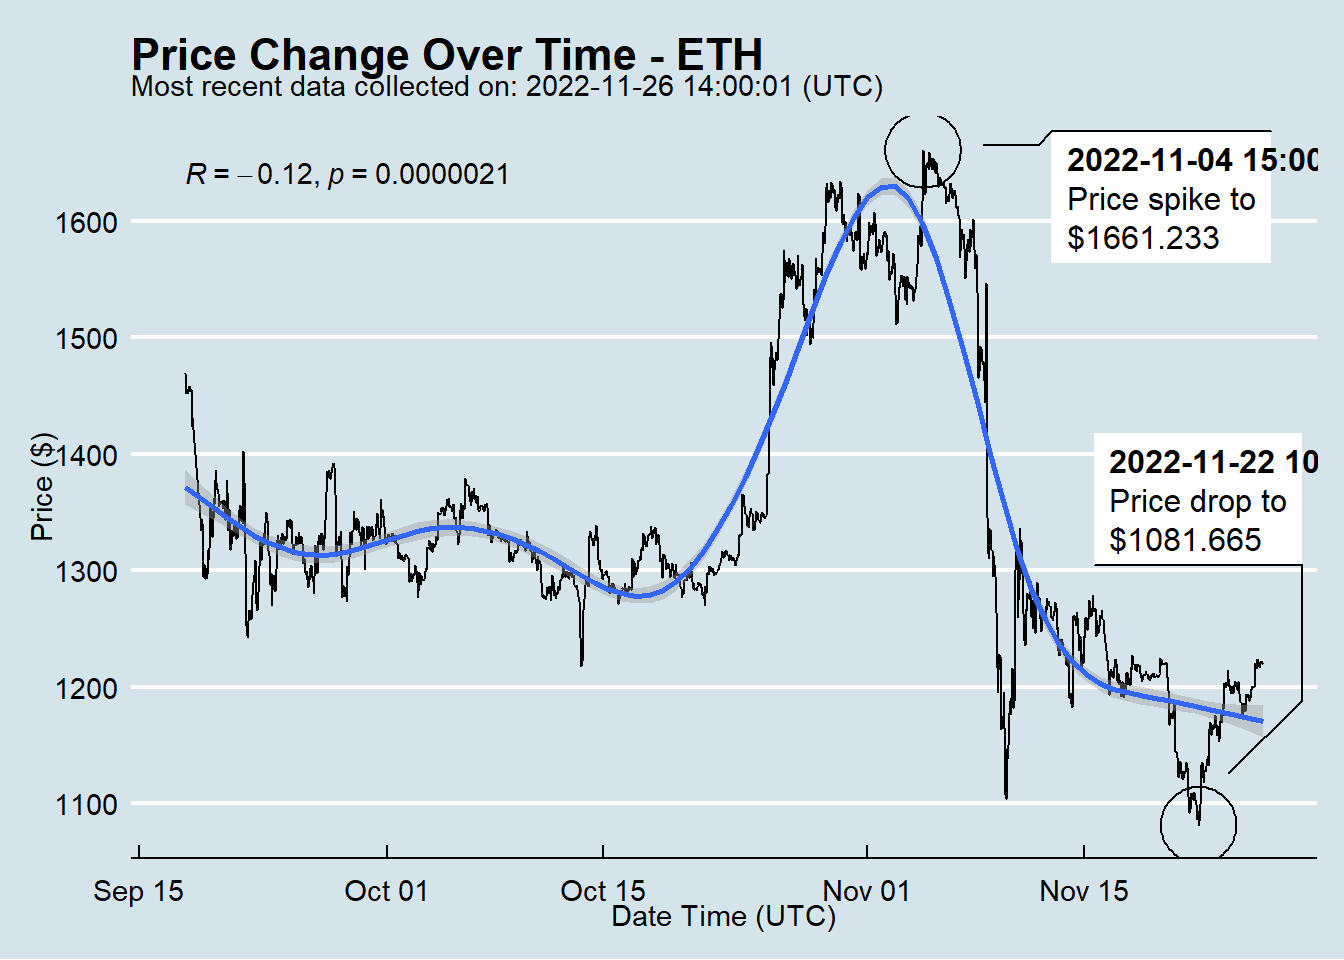 Price Change Over Time - ETH
Most recent data collected on: 2022-11-26 14:00:01 (UTC)
R = −0.12, p = 0.0000021
2022-11-04 15:00
Price spike to
$1661.233
2022-11-22 10
Price drop to
$1081.665
Price ($)
1600
1500
1400
1300
1200
1100
Sep 15
Oct 01
Oct 15
Nov 01
Nov 15
Date Time (UTC)